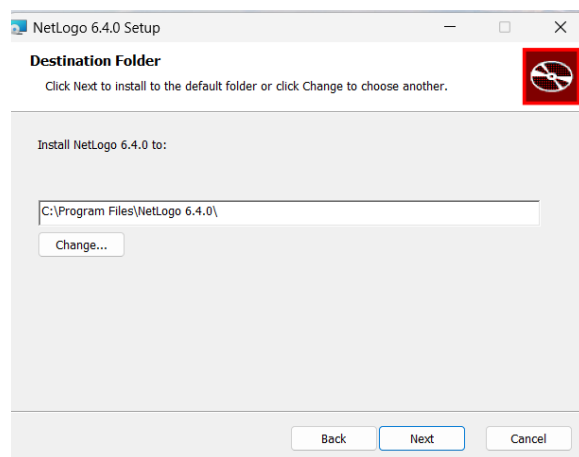 NetLogo 6.4.0 Setup
Destination Folder
Click Next to install to the default folder or click Change to choose another.
Install NetLogo 6.4.0 to:
C:\Program Files\NetLogo 6.4.0\
Change...
Back Next Cancel